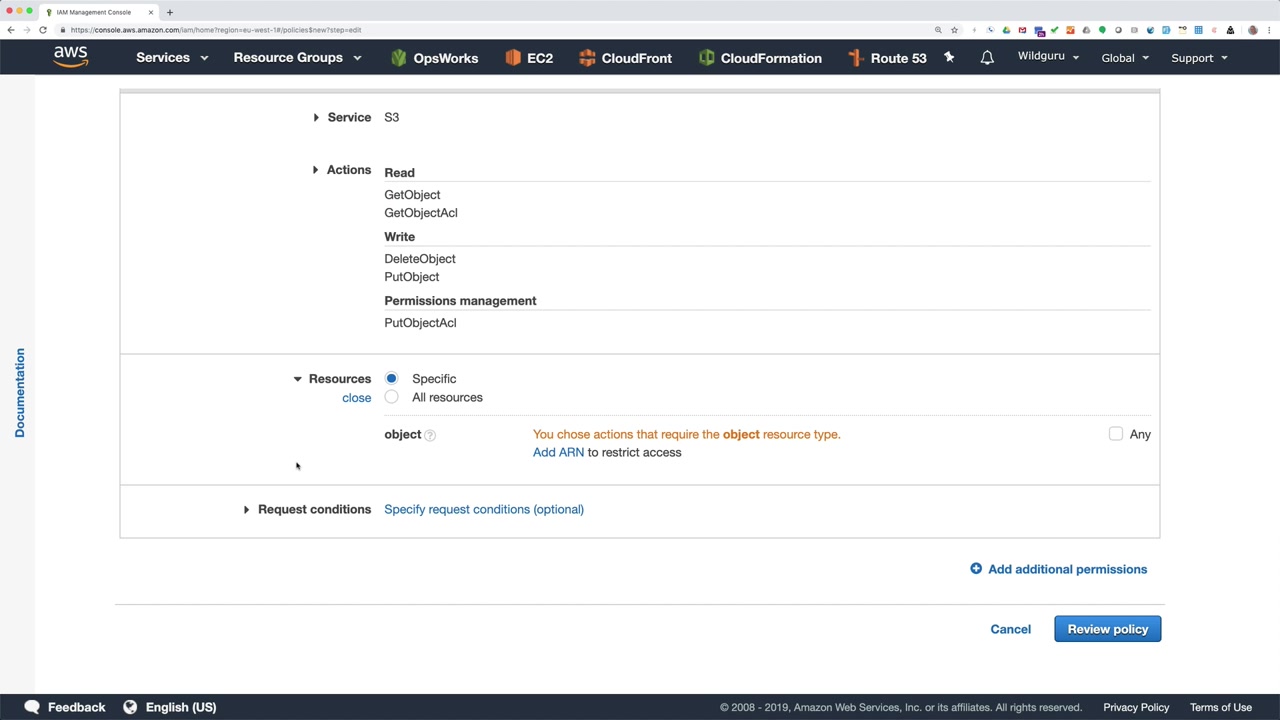 IAM Management Console
https://console.aws.amazon.com/iam/home?region=eu-west-1#/policies$new?step=edit
aws
Services
Resource Groups
OpsWorks
EC2
CloudFront
CloudFormation
Route 53
Wildguru
Global
Support
Service S3
Actions Read
GetObject
GetObjectAcl
Write
DeleteObject
PutObject
Permissions management
PutObjectAcl
Resources Specific
close All resources
object ? You chose actions that require the object resource type. Any
Add ARN to restrict access
Request conditions Specify request conditions (optional)
Add additional permissions
Cancel Review policy
Documentation
Feedback English (US) © 2008 - 2019, Amazon Web Services, Inc. or its affiliates. All rights reserved. Privacy Policy Terms of Use